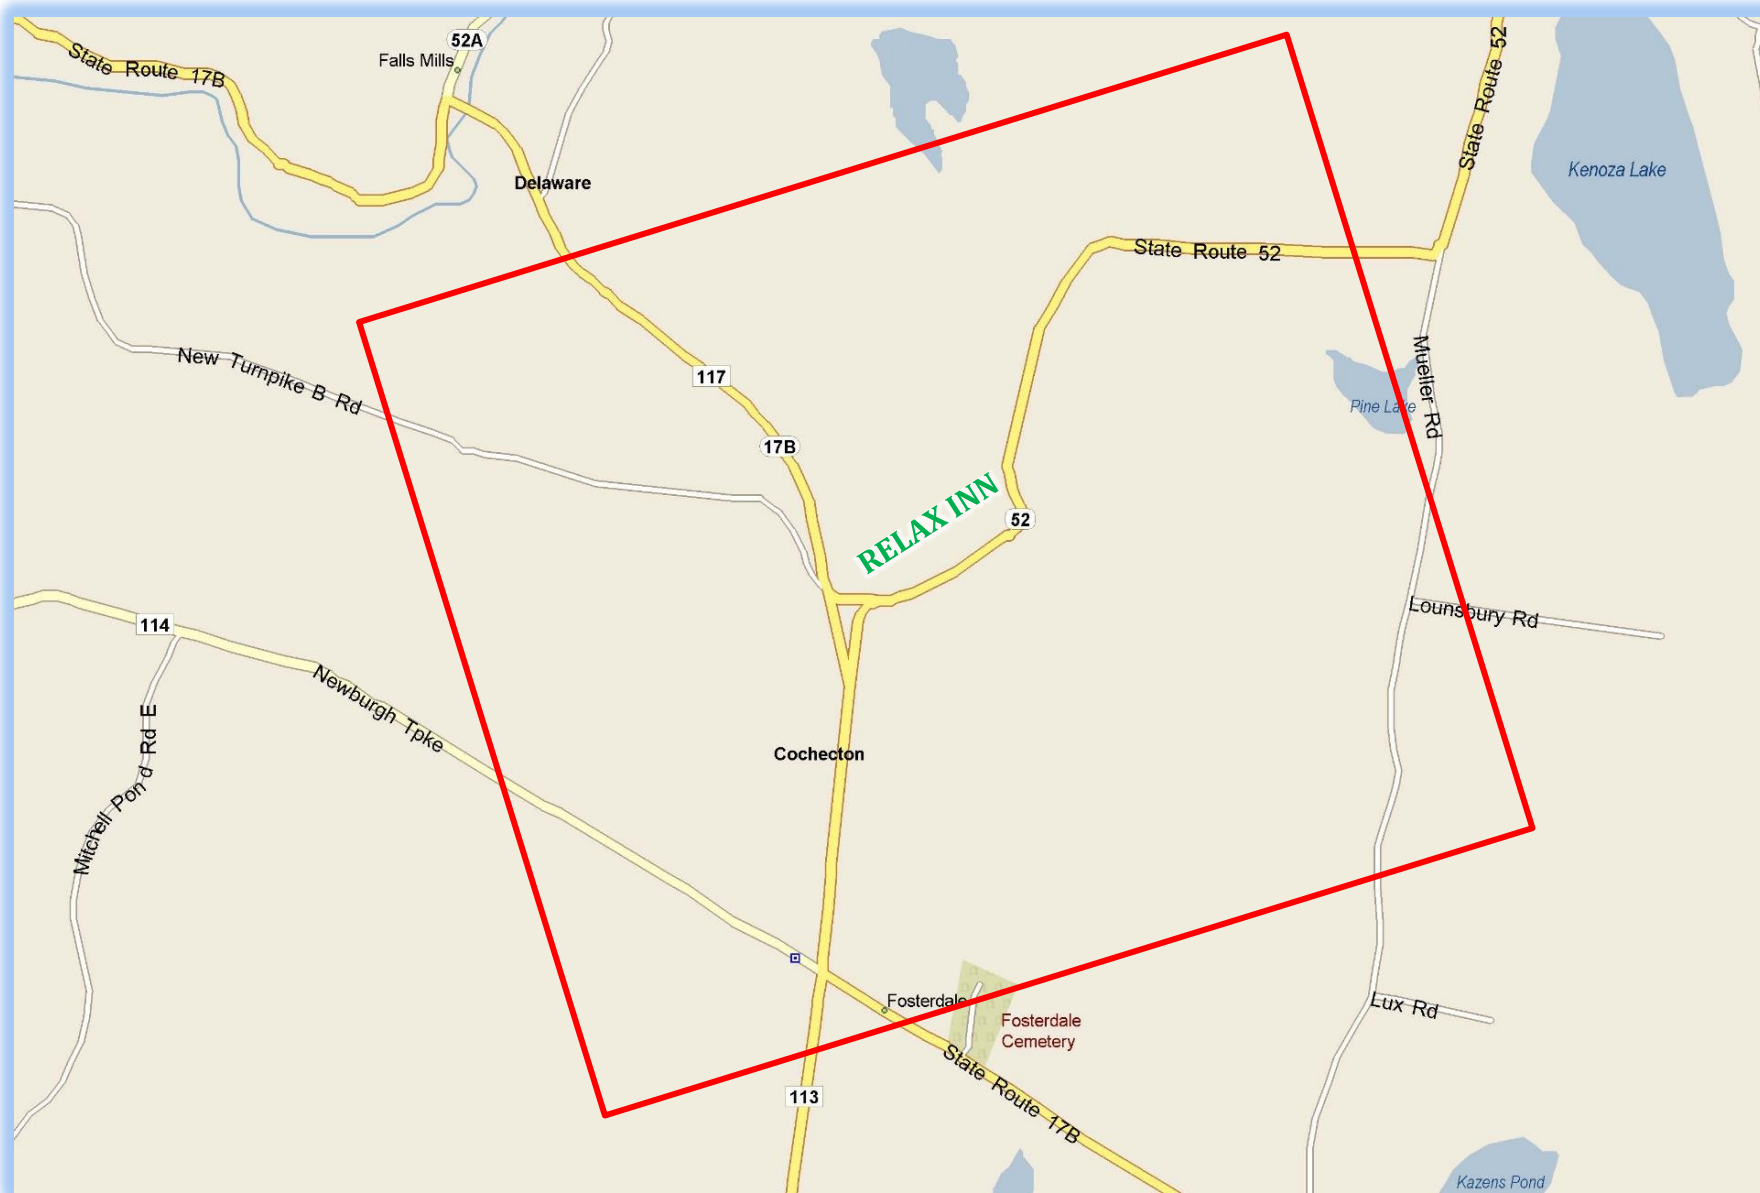 52A
Falls Mills
State Route 17B
State Route 52
Kenoza Lake
Delaware
State Route 52
New Turnpike B Rd
117
Mueller Rd
Pine Lake
17B
RELAX INN
52
114
Lounsbury Rd
Newburgh Tpke
Mitchell Pond Rd E
Cochecton
Fosterdale
Fosterdale
Cemetery
Lux Rd
State Route 17B
113
Kazens Pond